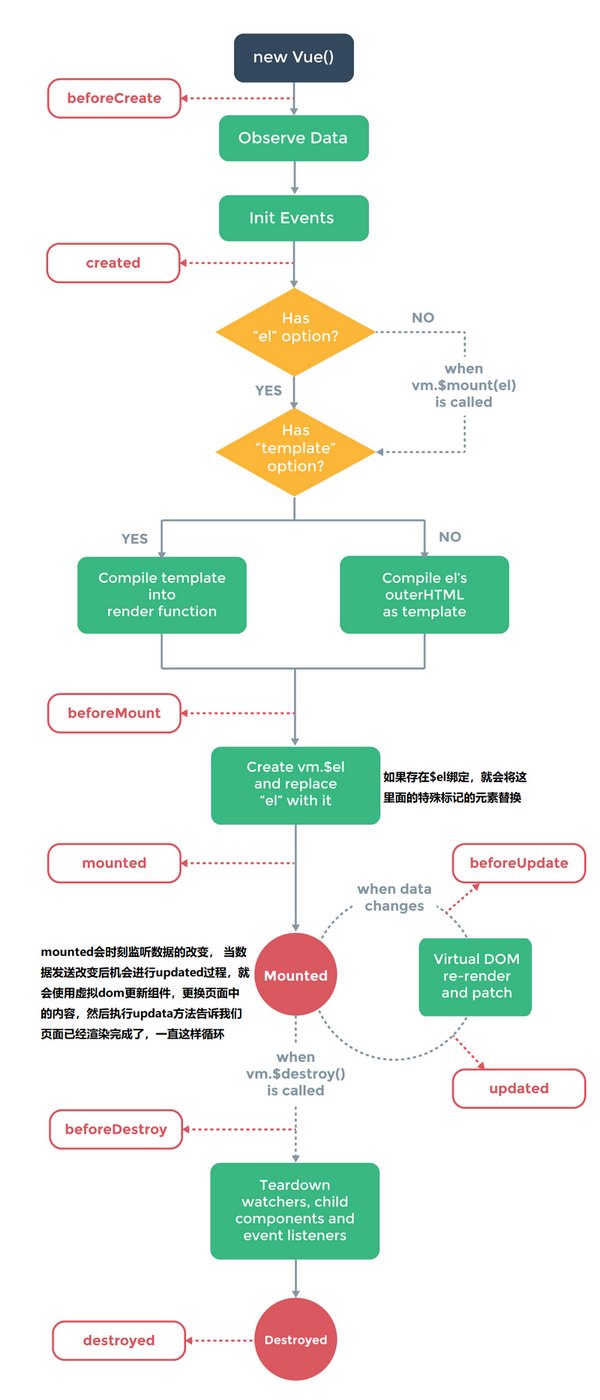 new Vue()
beforeCreate
Observe Data
Init Events
created
Has
“el” option?
NO
when
vm.$mount(el)
is called
YES
Has
“template”
option?
YES
NO
Compile template
into
render function
Compile el’s
outerHTML
as template
beforeMount
Create vm.$el
and replace
“el” with it
如果存在$el绑定，就会将这
里面的特殊标记的元素替换
mounted
beforeUpdate
when data
changes
mounted会时刻监听数据的改变， 当数
据发送改变后机会进行updated过程，就
会使用虚拟dom更新组件，更换页面中
的内容，然后执行updata方法告诉我们
页面已经渲染完成了，一直这样循环
Mounted
Virtual DOM
re-render
and patch
when
vm.$destroy()
is called
updated
beforeDestroy
Teardown
watchers, child
components and
event listeners
destroyed
Destroyed